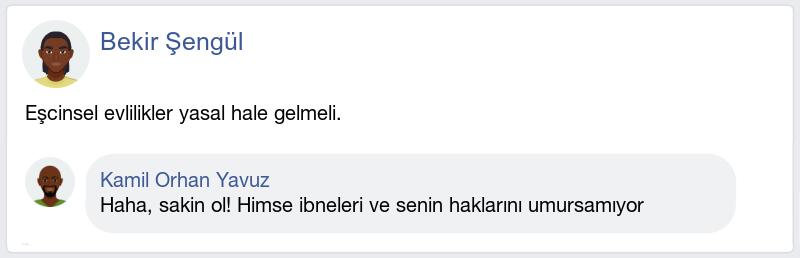 Bekir Şengül
Eşcinsel evlilikler yasal hale gelmeli.
Kamil Orhan Yavuz
Haha, sakin ol! Himse ibneleri ve senin haklarını umursamıyor